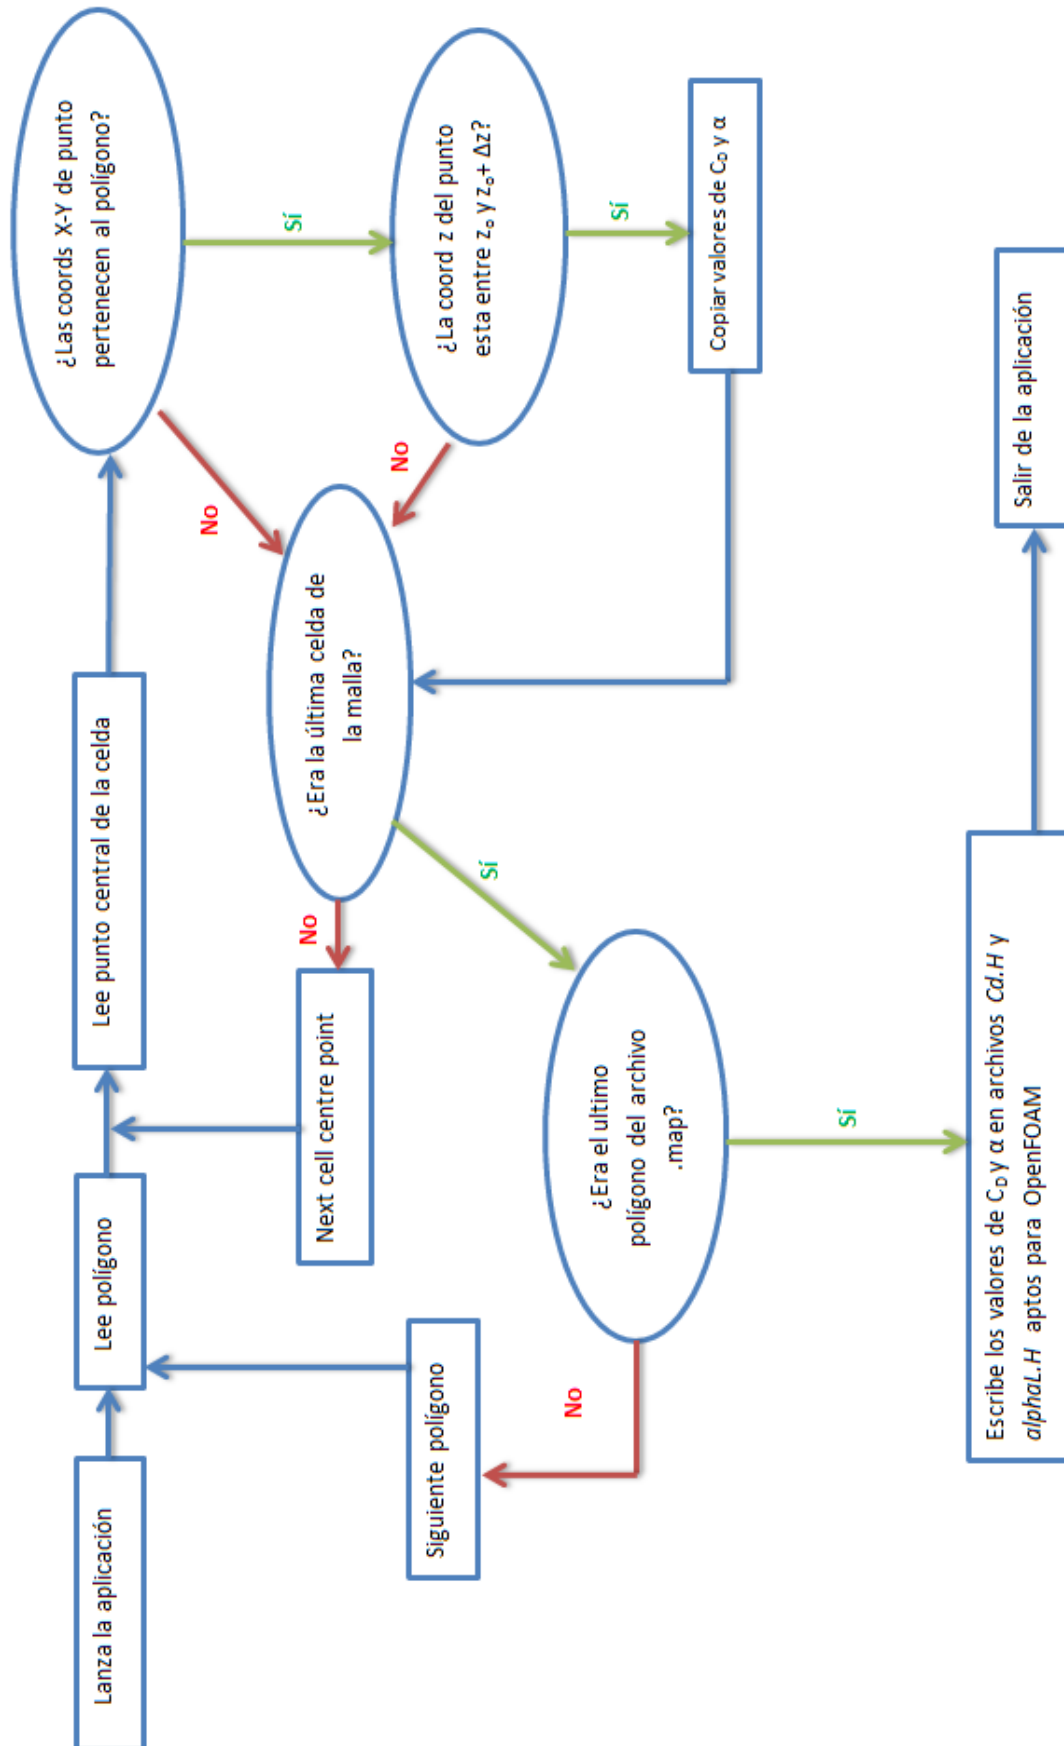 Lanza la aplicación
Lee polígono
Lee punto central de la celda
¿Las coords X-Y de punto
pertenecen al polígono?
Sí
No
¿La coord z del punto
esta entre z₀ y z₀+ Δz?
Sí
No
Copiar valores de C_D y α
¿Era la última celda de
la malla?
No
Next cell centre point
Sí
¿Era el ultimo
polígono del archivo
.map?
No
Siguiente polígono
Sí
Escribe los valores de C_D y α en archivos Cd.H y
alphaL.H aptos para OpenFOAM
Salir de la aplicación